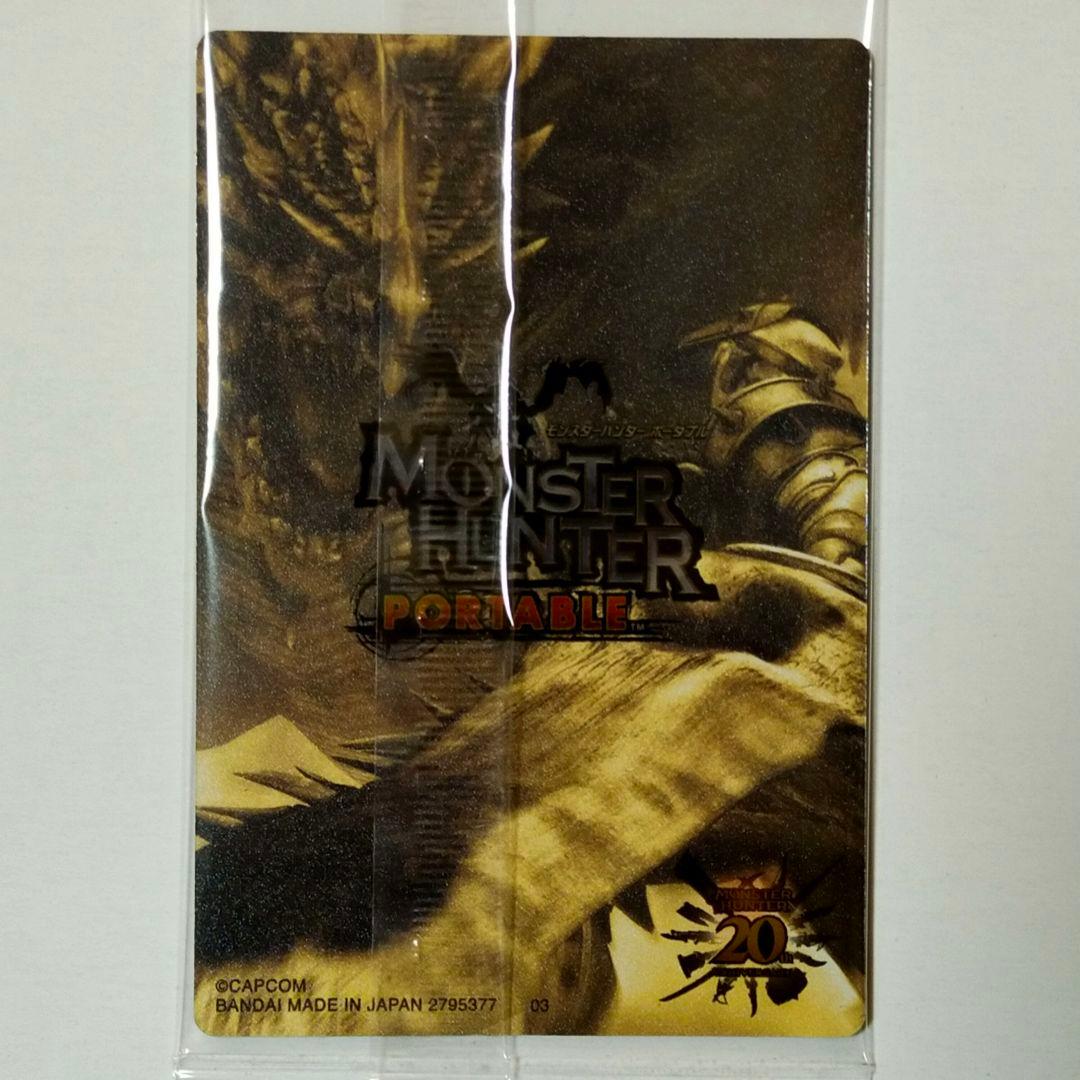 モンスターハンター ポータブル
MONSTER
HUNTER
PORTABLE™
MONSTER
HUNTER
20th
©CAPCOM
BANDAI MADE IN JAPAN 2795377 03